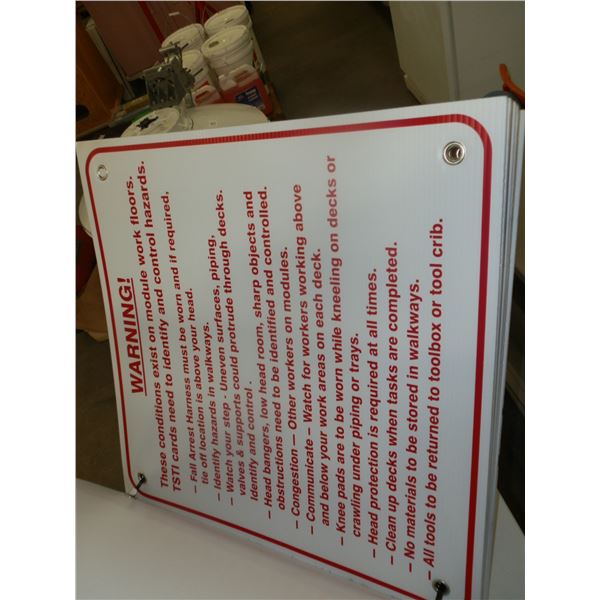 WARNING!
These conditions exist on module work floors.
TSTI cards need to identify and control hazards.
– Fall Arrest Harness must be worn and if required,
tie off location is above your head.
– Identify hazards in walkways.
– Watch your step - Uneven surfaces, piping,
valves & supports could protrude through decks.
Identify and control .
– Head bangers, low head room, sharp objects and
obstructions need to be identified and controlled.
– Congestion – Other workers on modules.
– Communicate – Watch for workers working above
and below your work areas on each deck.
– Knee pads are to be worn while kneeling on decks or
crawling under piping or trays.
– Head protection is required at all times.
– Clean up decks when tasks are completed.
– No materials to be stored in walkways.
– All tools to be returned to toolbox or tool crib.